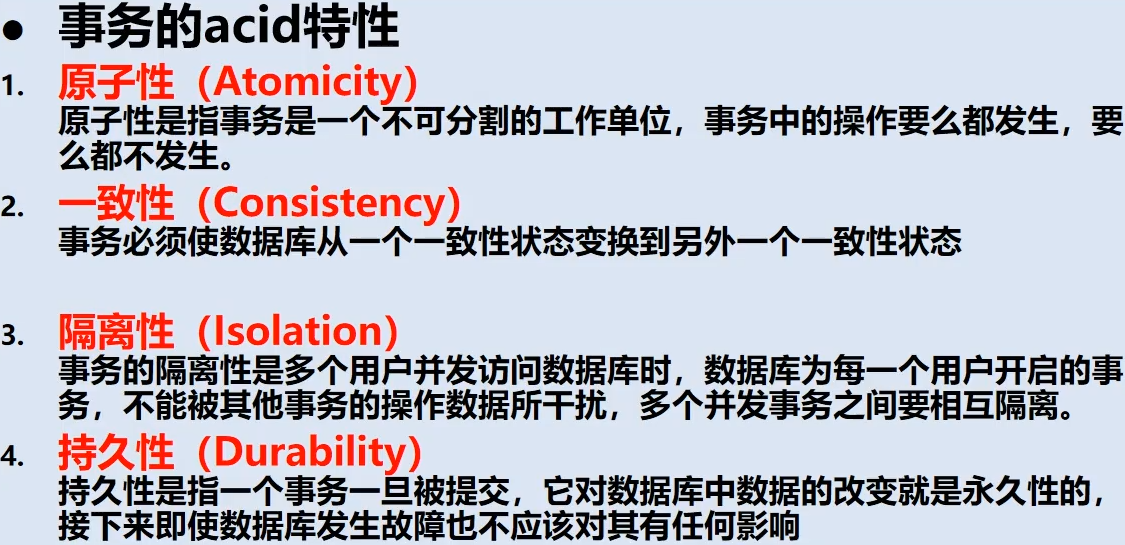 ● 事务的acid特性
1. 原子性（Atomicity）
原子性是指事务是一个不可分割的工作单位，事务中的操作要么都发生，要
么都不发生。
2. 一致性（Consistency）
事务必须使数据库从一个一致性状态变换到另外一个一致性状态
3. 隔离性（Isolation）
事务的隔离性是多个用户并发访问数据库时，数据库为每一个用户开启的事
务，不能被其他事务的操作数据所干扰，多个并发事务之间要相互隔离。
4. 持久性（Durability）
持久性是指一个事务一旦被提交，它对数据库中数据的改变就是永久性的，
接下来即使数据库发生故障也不应该对其有任何影响